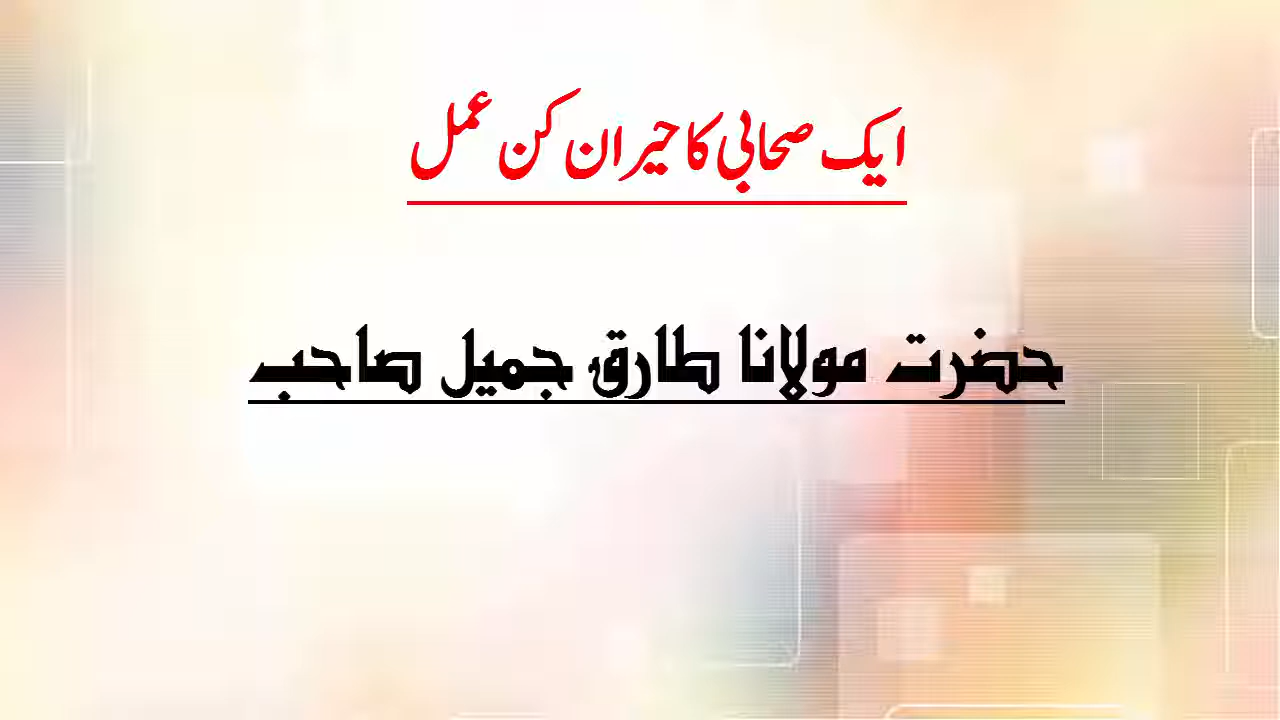 ایک صحابی کا حیران کن عمل
حضرت مولانا طارق جمیل صاحب